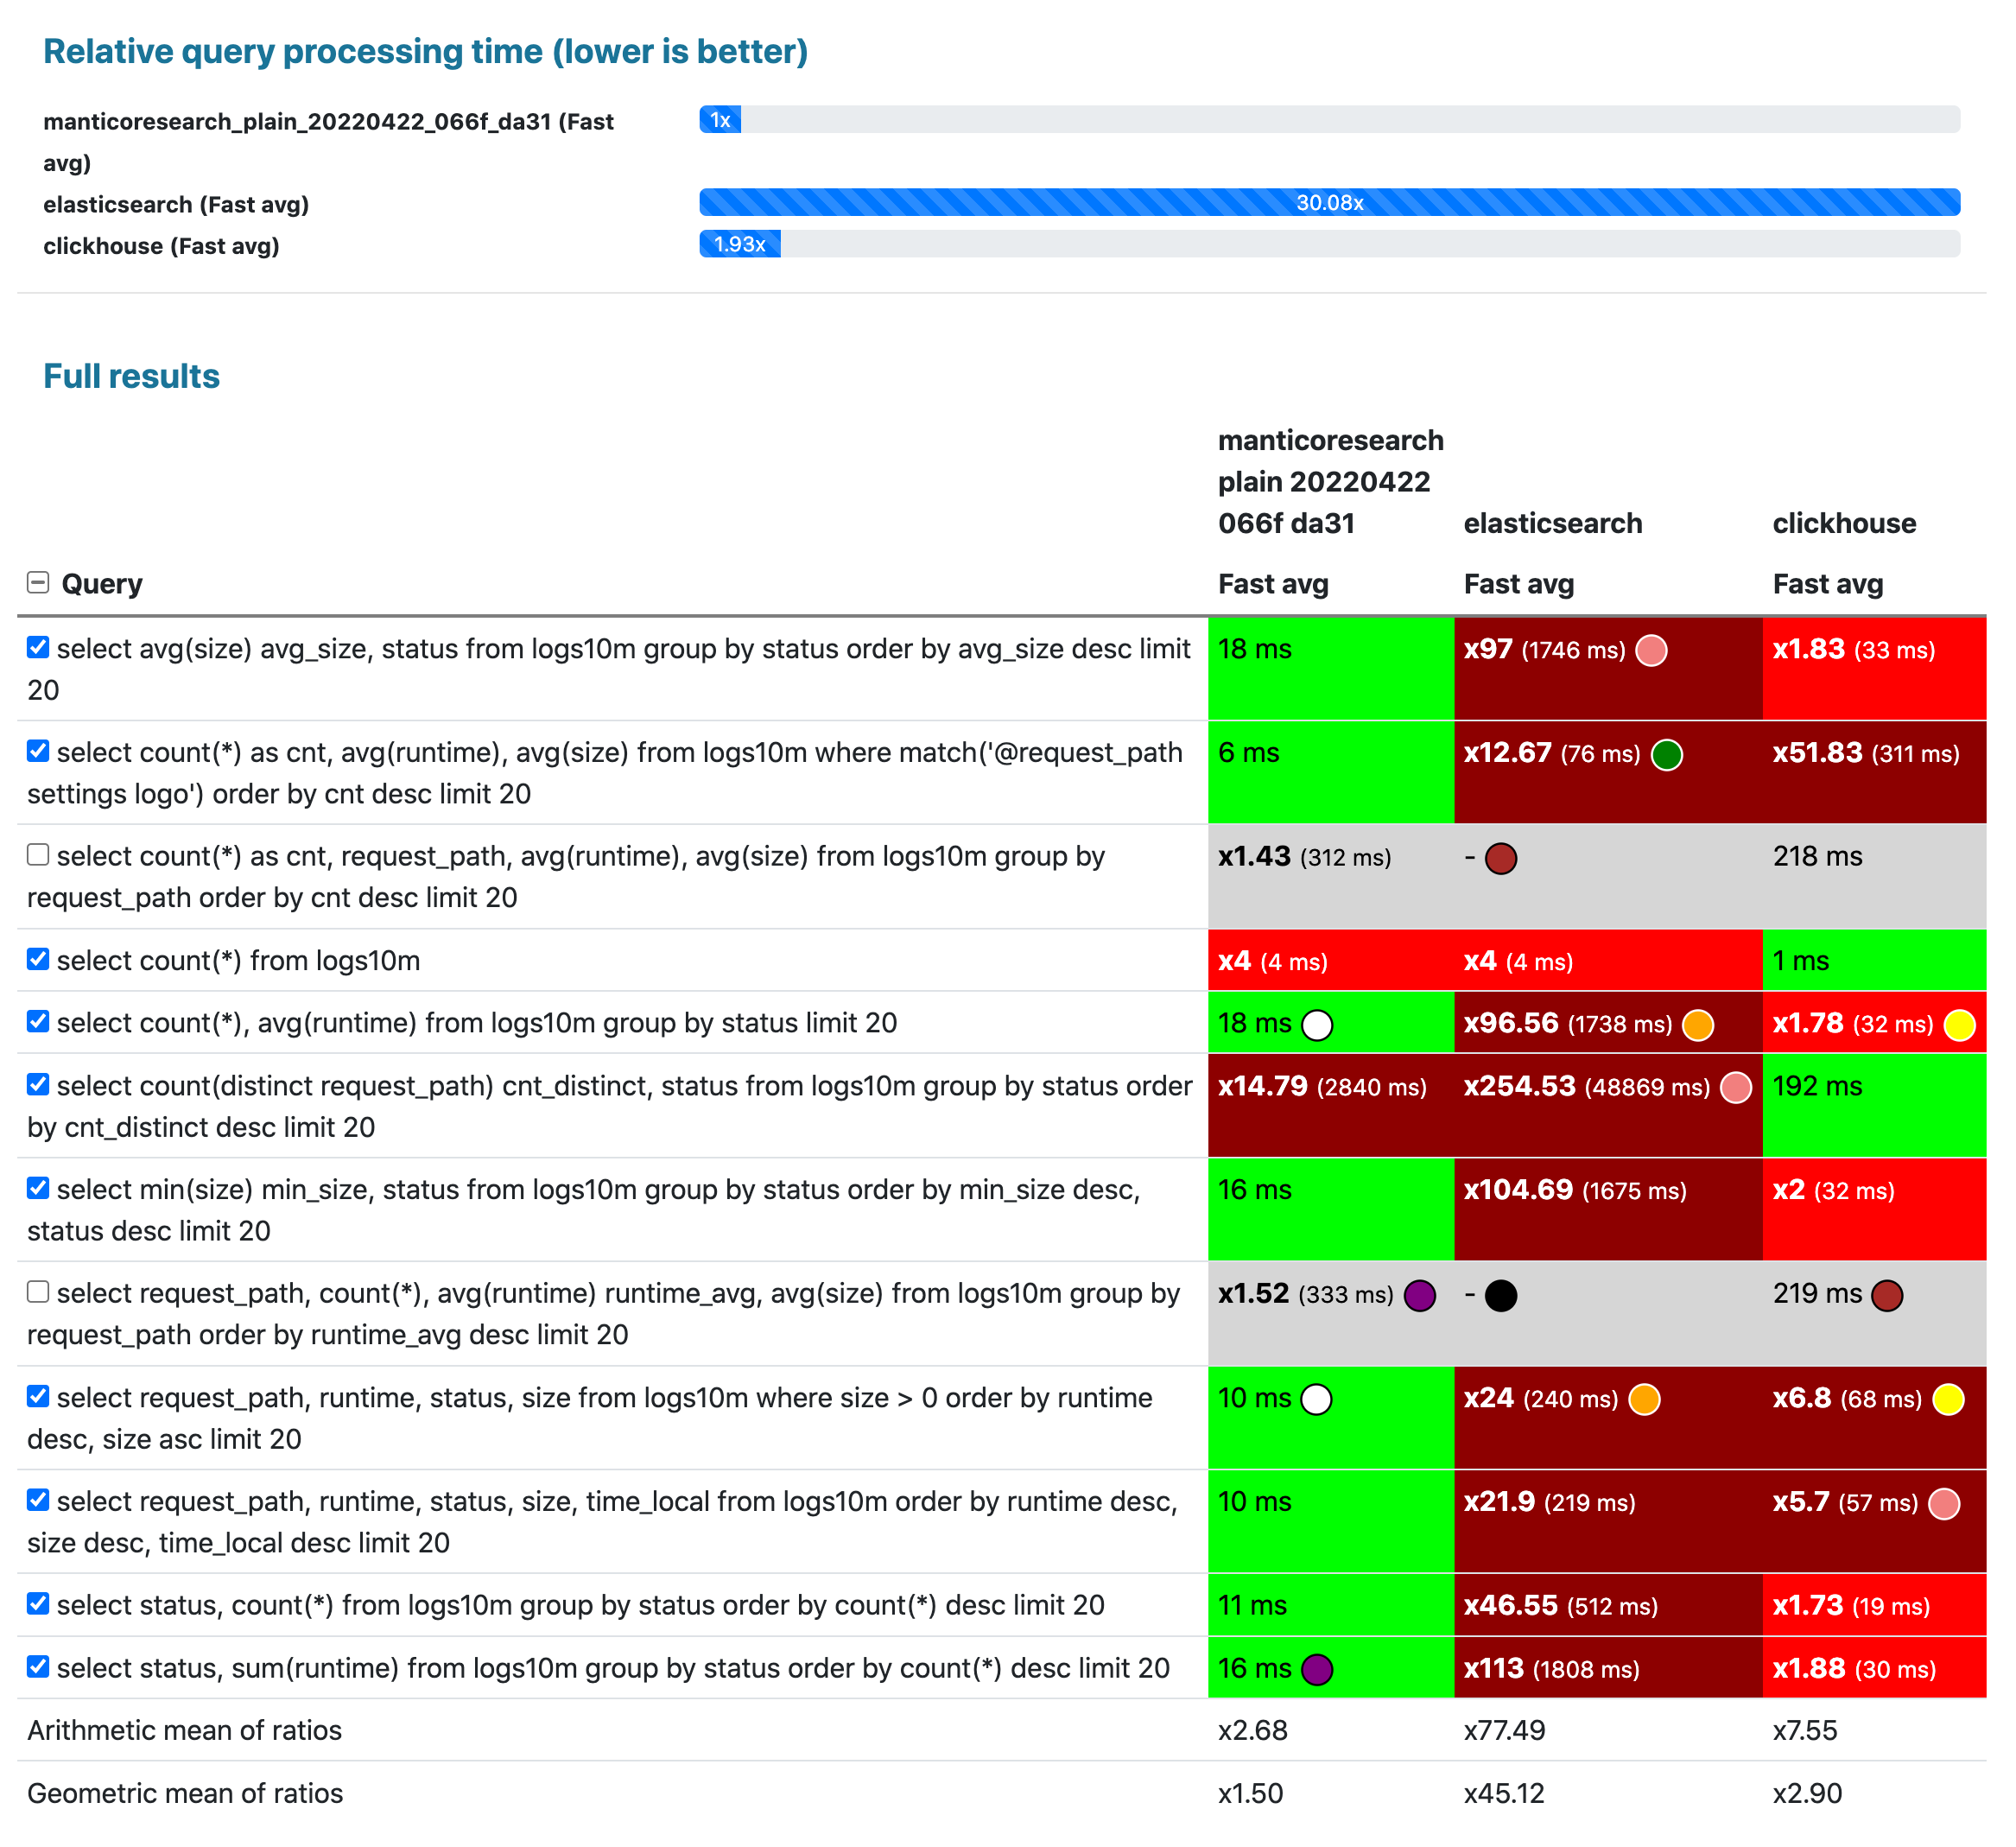 Relative query processing time (lower is better)
manticoresearch_plain_20220422_066f_da31 (Fast
avg)
1x
elasticsearch (Fast avg)
30.08x
clickhouse (Fast avg)
1.93x
Full results
manticoresearch
plain 20220422
066f da31
elasticsearch
clickhouse
Query
Fast avg
Fast avg
Fast avg
select avg(size) avg_size, status from logs10m group by status order by avg_size desc limit
20
18 ms
x97 (1746 ms)
x1.83 (33 ms)
select count(*) as cnt, avg(runtime), avg(size) from logs10m where match('@request_path
settings logo') order by cnt desc limit 20
6 ms
x12.67 (76 ms)
x51.83 (311 ms)
select count(*) as cnt, request_path, avg(runtime), avg(size) from logs10m group by
request_path order by cnt desc limit 20
x1.43 (312 ms)
-
218 ms
select count(*) from logs10m
x4 (4 ms)
x4 (4 ms)
1 ms
select count(*), avg(runtime) from logs10m group by status limit 20
18 ms
x96.56 (1738 ms)
x1.78 (32 ms)
select count(distinct request_path) cnt_distinct, status from logs10m group by status order
by cnt_distinct desc limit 20
x14.79 (2840 ms)
x254.53 (48869 ms)
192 ms
select min(size) min_size, status from logs10m group by status order by min_size desc,
status desc limit 20
16 ms
x104.69 (1675 ms)
x2 (32 ms)
select request_path, count(*), avg(runtime) runtime_avg, avg(size) from logs10m group by
request_path order by runtime_avg desc limit 20
x1.52 (333 ms)
-
219 ms
select request_path, runtime, status, size from logs10m where size > 0 order by runtime
desc, size asc limit 20
10 ms
x24 (240 ms)
x6.8 (68 ms)
select request_path, runtime, status, size, time_local from logs10m order by runtime desc,
size desc, time_local desc limit 20
10 ms
x21.9 (219 ms)
x5.7 (57 ms)
select status, count(*) from logs10m group by status order by count(*) desc limit 20
11 ms
x46.55 (512 ms)
x1.73 (19 ms)
select status, sum(runtime) from logs10m group by status order by count(*) desc limit 20
16 ms
x113 (1808 ms)
x1.88 (30 ms)
Arithmetic mean of ratios
x2.68
x77.49
x7.55
Geometric mean of ratios
x1.50
x45.12
x2.90